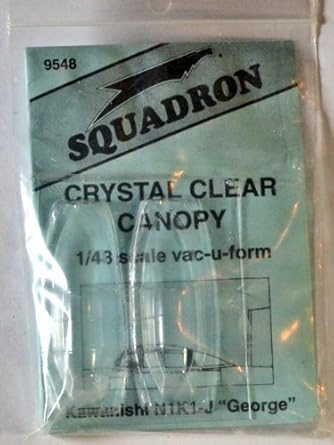 9548
SQUADRON
CRYSTAL CLEAR
CANOPY
1/48 scale vac-u-form
Kawanishi N1K1-J "George"